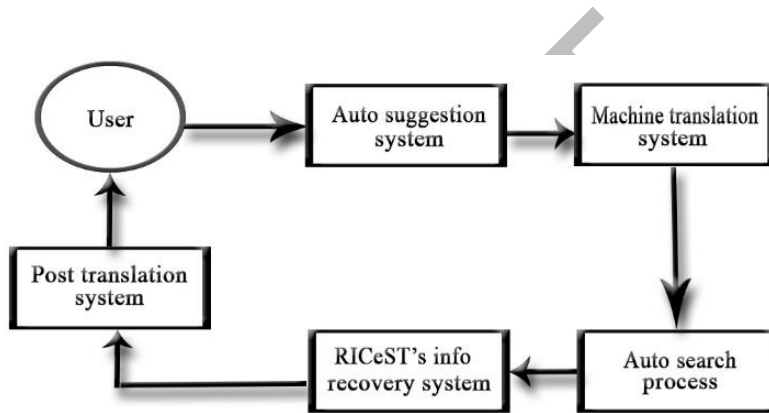 User
Auto suggestion
system
Machine translation
system
Post translation
system
RICeST's info
recovery system
Auto search
process